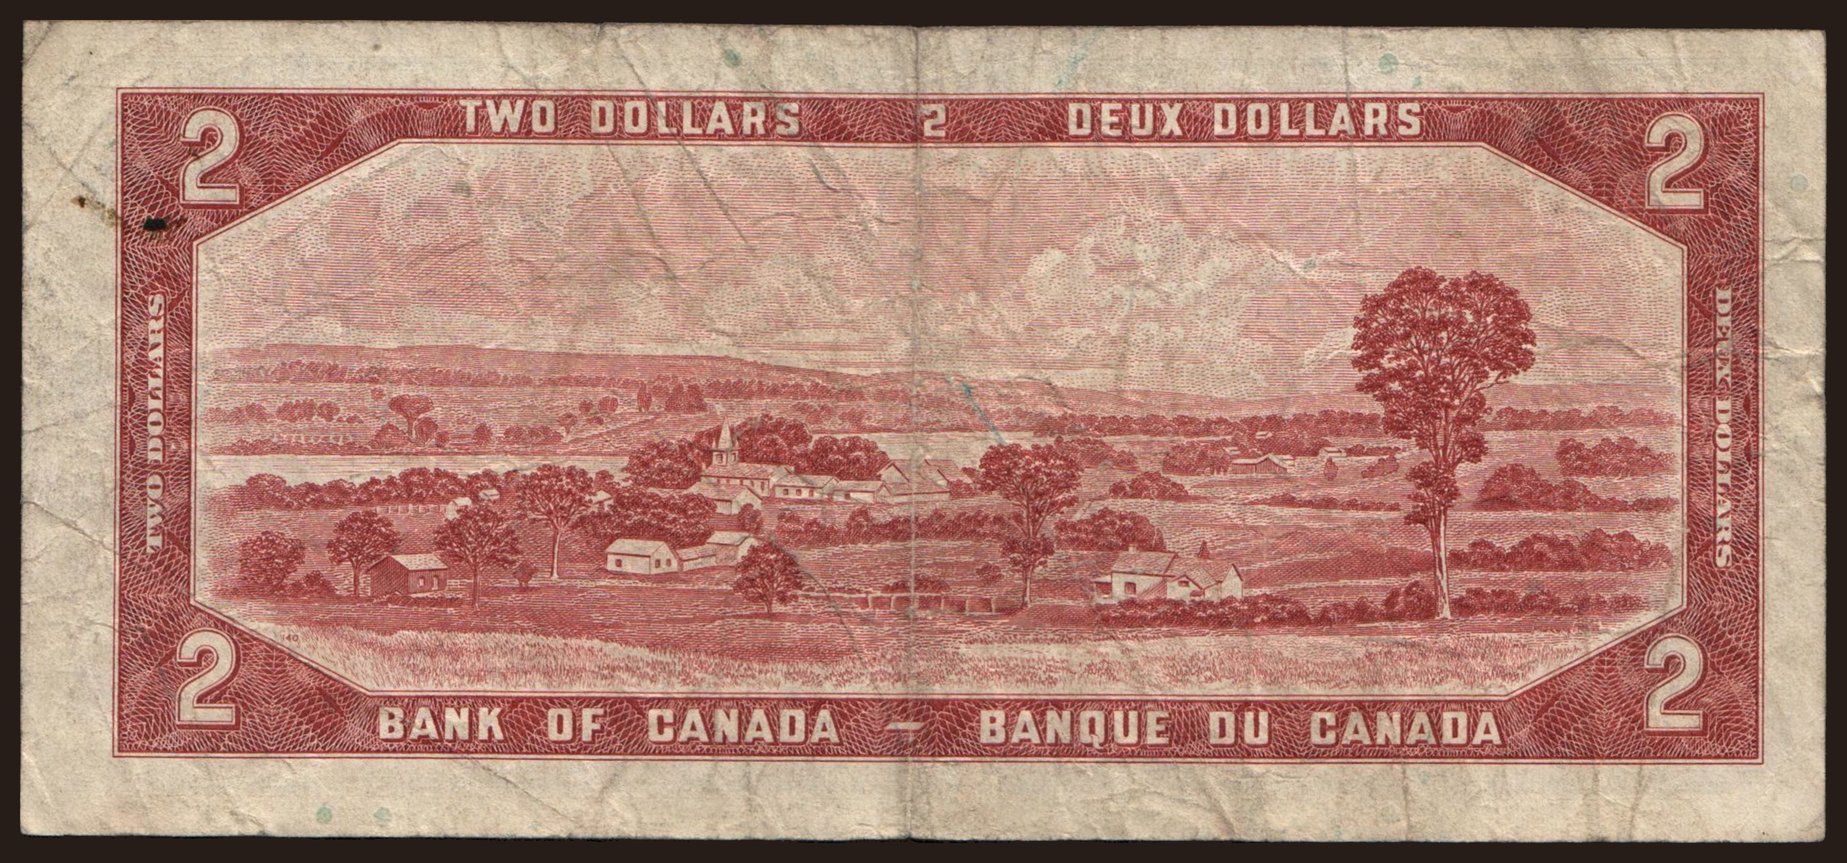 2 TWO DOLLARS 2 DEUX DOLLARS 2
TWO DOLLARS
DEUX DOLLARS
140
2 BANK OF CANADA – BANQUE DU CANADA 2